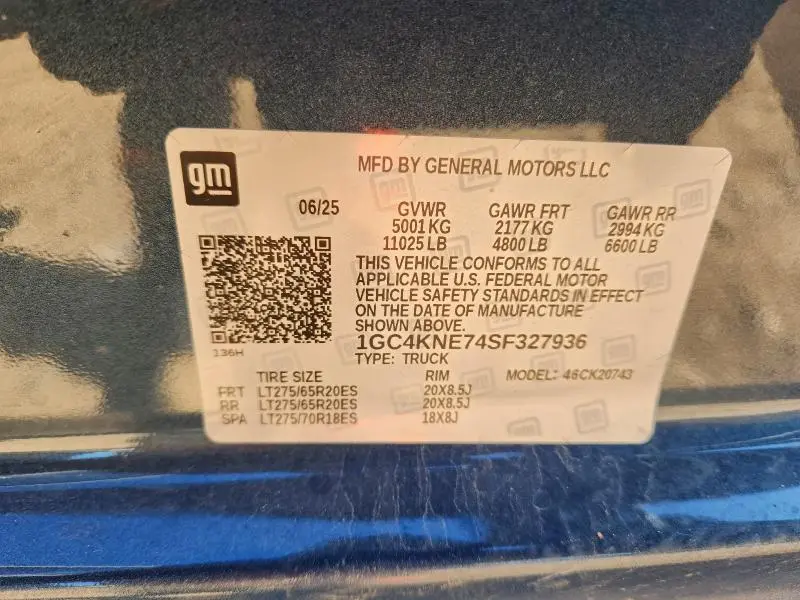 gm
MFD BY GENERAL MOTORS LLC
06/25 GVWR GAWR FRT GAWR RR
5001 KG 2177 KG 2994 KG
11025 LB 4800 LB 6600 LB
THIS VEHICLE CONFORMS TO ALL
APPLICABLE U.S. FEDERAL MOTOR
VEHICLE SAFETY STANDARDS IN EFFECT
ON THE DATE OF MANUFACTURE
SHOWN ABOVE.
136H
1GC4KNE74SF327936
TYPE: TRUCK
TIRE SIZE RIM MODEL: 46CK20743
FRT LT275/65R20ES 20X8.5J
RR LT275/65R20ES 20X8.5J
SPA LT275/70R18ES 18X8J